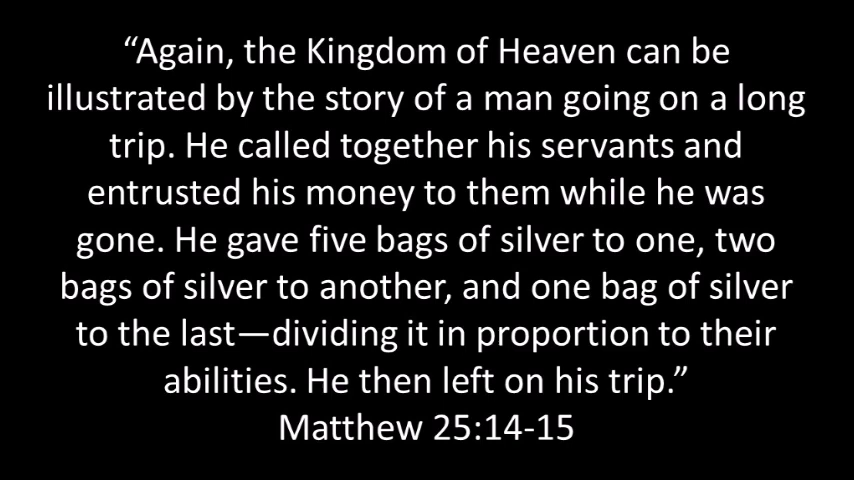 “Again, the Kingdom of Heaven can be
illustrated by the story of a man going on a long
trip. He called together his servants and
entrusted his money to them while he was
gone. He gave five bags of silver to one, two
bags of silver to another, and one bag of silver
to the last—dividing it in proportion to their
abilities. He then left on his trip.”
Matthew 25:14-15